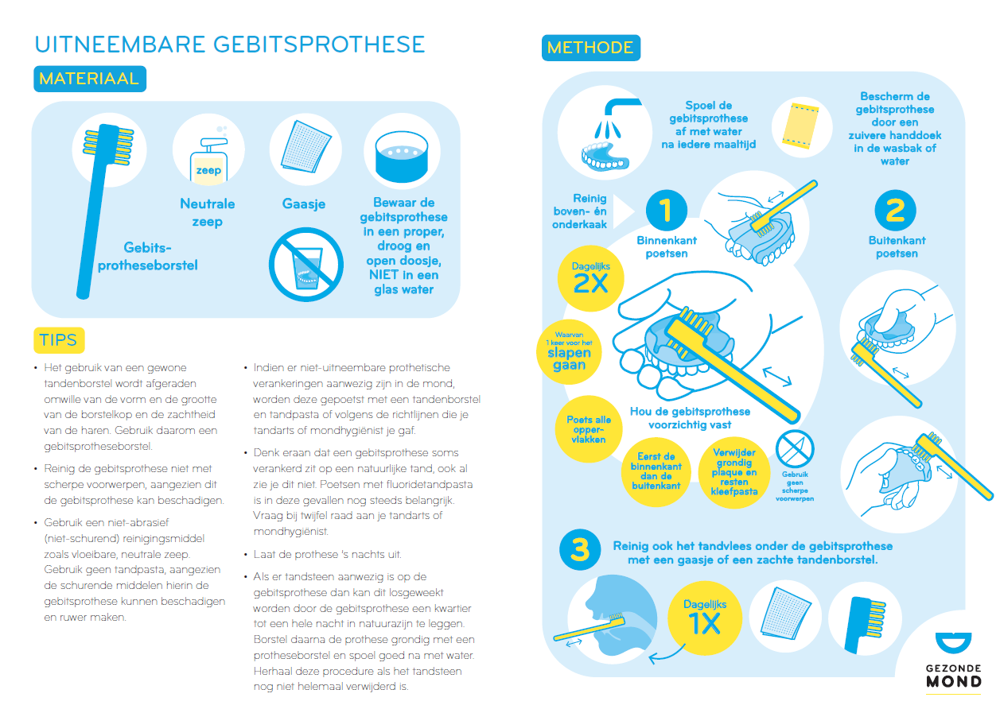 UITNEEMBARE GEBITSPROTHESE
MATERIAAL
zeep
Gebits-
protheseborstel
Neutrale
zeep
Gaasje
Bewaar de
gebitsprothese
in een proper,
droog en
open doosje,
NIET in een
glas water
TIPS
• Het gebruik van een gewone
tandenborstel wordt afgeraden
omwille van de vorm en de grootte
van de borstelkop en de zachtheid
van de haren. Gebruik daarom een
gebitsprotheseborstel.
• Reinig de gebitsprothese niet met
scherpe voorwerpen, aangezien dit
de gebitsprothese kan beschadigen.
• Gebruik een niet-abrasief
(niet-schurend) reinigingsmiddel
zoals vloeibare, neutrale zeep.
Gebruik geen tandpasta, aangezien
de schurende middelen hierin de
gebitsprothese kunnen beschadigen
en ruwer maken.
• Indien er niet-uitneembare prothetische
verankeringen aanwezig zijn in de mond,
worden deze gepoetst met een tandenborstel
en tandpasta of volgens de richtlijnen die je
tandarts of mondhygiënist je gaf.
• Denk eraan dat een gebitsprothese soms
verankerd zit op een natuurlijke tand, ook al
zie je dit niet. Poetsen met fluoridetandpasta
is in deze gevallen nog steeds belangrijk.
Vraag bij twijfel raad aan je tandarts of
mondhygiënist.
• Laat de prothese 's nachts uit.
• Als er tandsteen aanwezig is op de
gebitsprothese dan kan dit losgeweekt
worden door de gebitsprothese een kwartier
tot een hele nacht in natuurazijn te leggen.
Borstel daarna de prothese grondig met een
protheseborstel en spoel goed na met water.
Herhaal deze procedure als het tandsteen
nog niet helemaal verwijderd is.
METHODE
Spoel de
gebitsprothese
af met water
na iedere maaltijd
Bescherm de
gebitsprothese
door een
zuivere handdoek
in de wasbak of
water
Reinig
boven- én
onderkaak
1
Binnenkant
poetsen
2
Buitenkant
poetsen
Dagelijks
2X
Waarvan
1 keer voor het
slapen
gaan
Poets alle
opper-
vlakken
Hou de gebitsprothese
voorzichtig vast
Eerst de
binnenkant
dan de
buitenkant
Verwijder
grondig
plaque en
resten
kleefpasta
Gebruik
geen
scherpe
voorwerpen
3
Reinig ook het tandvlees onder de gebitsprothese
met een gaasje of een zachte tandenborstel.
Dagelijks
1X
GEZONDE
MOND